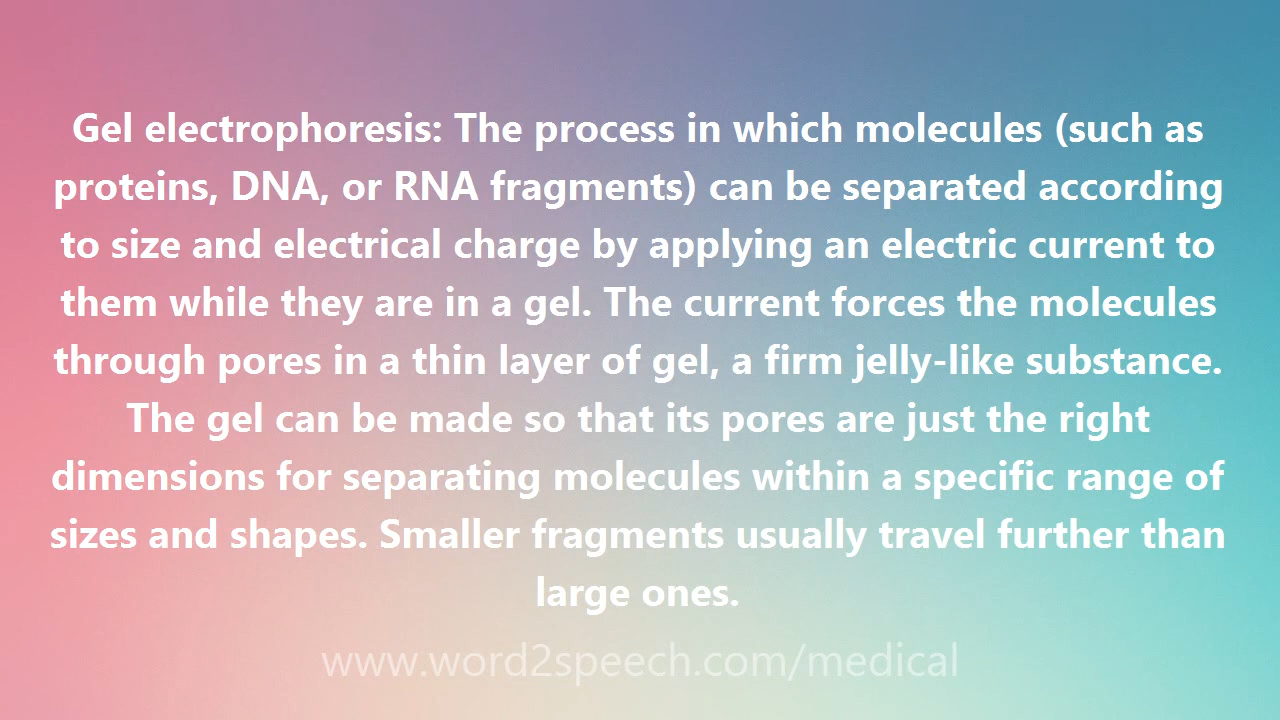 Gel electrophoresis: The process in which molecules (such as
proteins, DNA, or RNA fragments) can be separated according
to size and electrical charge by applying an electric current to
them while they are in a gel. The current forces the molecules
through pores in a thin layer of gel, a firm jelly-like substance.
The gel can be made so that its pores are just the right
dimensions for separating molecules within a specific range of
sizes and shapes. Smaller fragments usually travel further than
large ones.
www.word2speech.com/medical